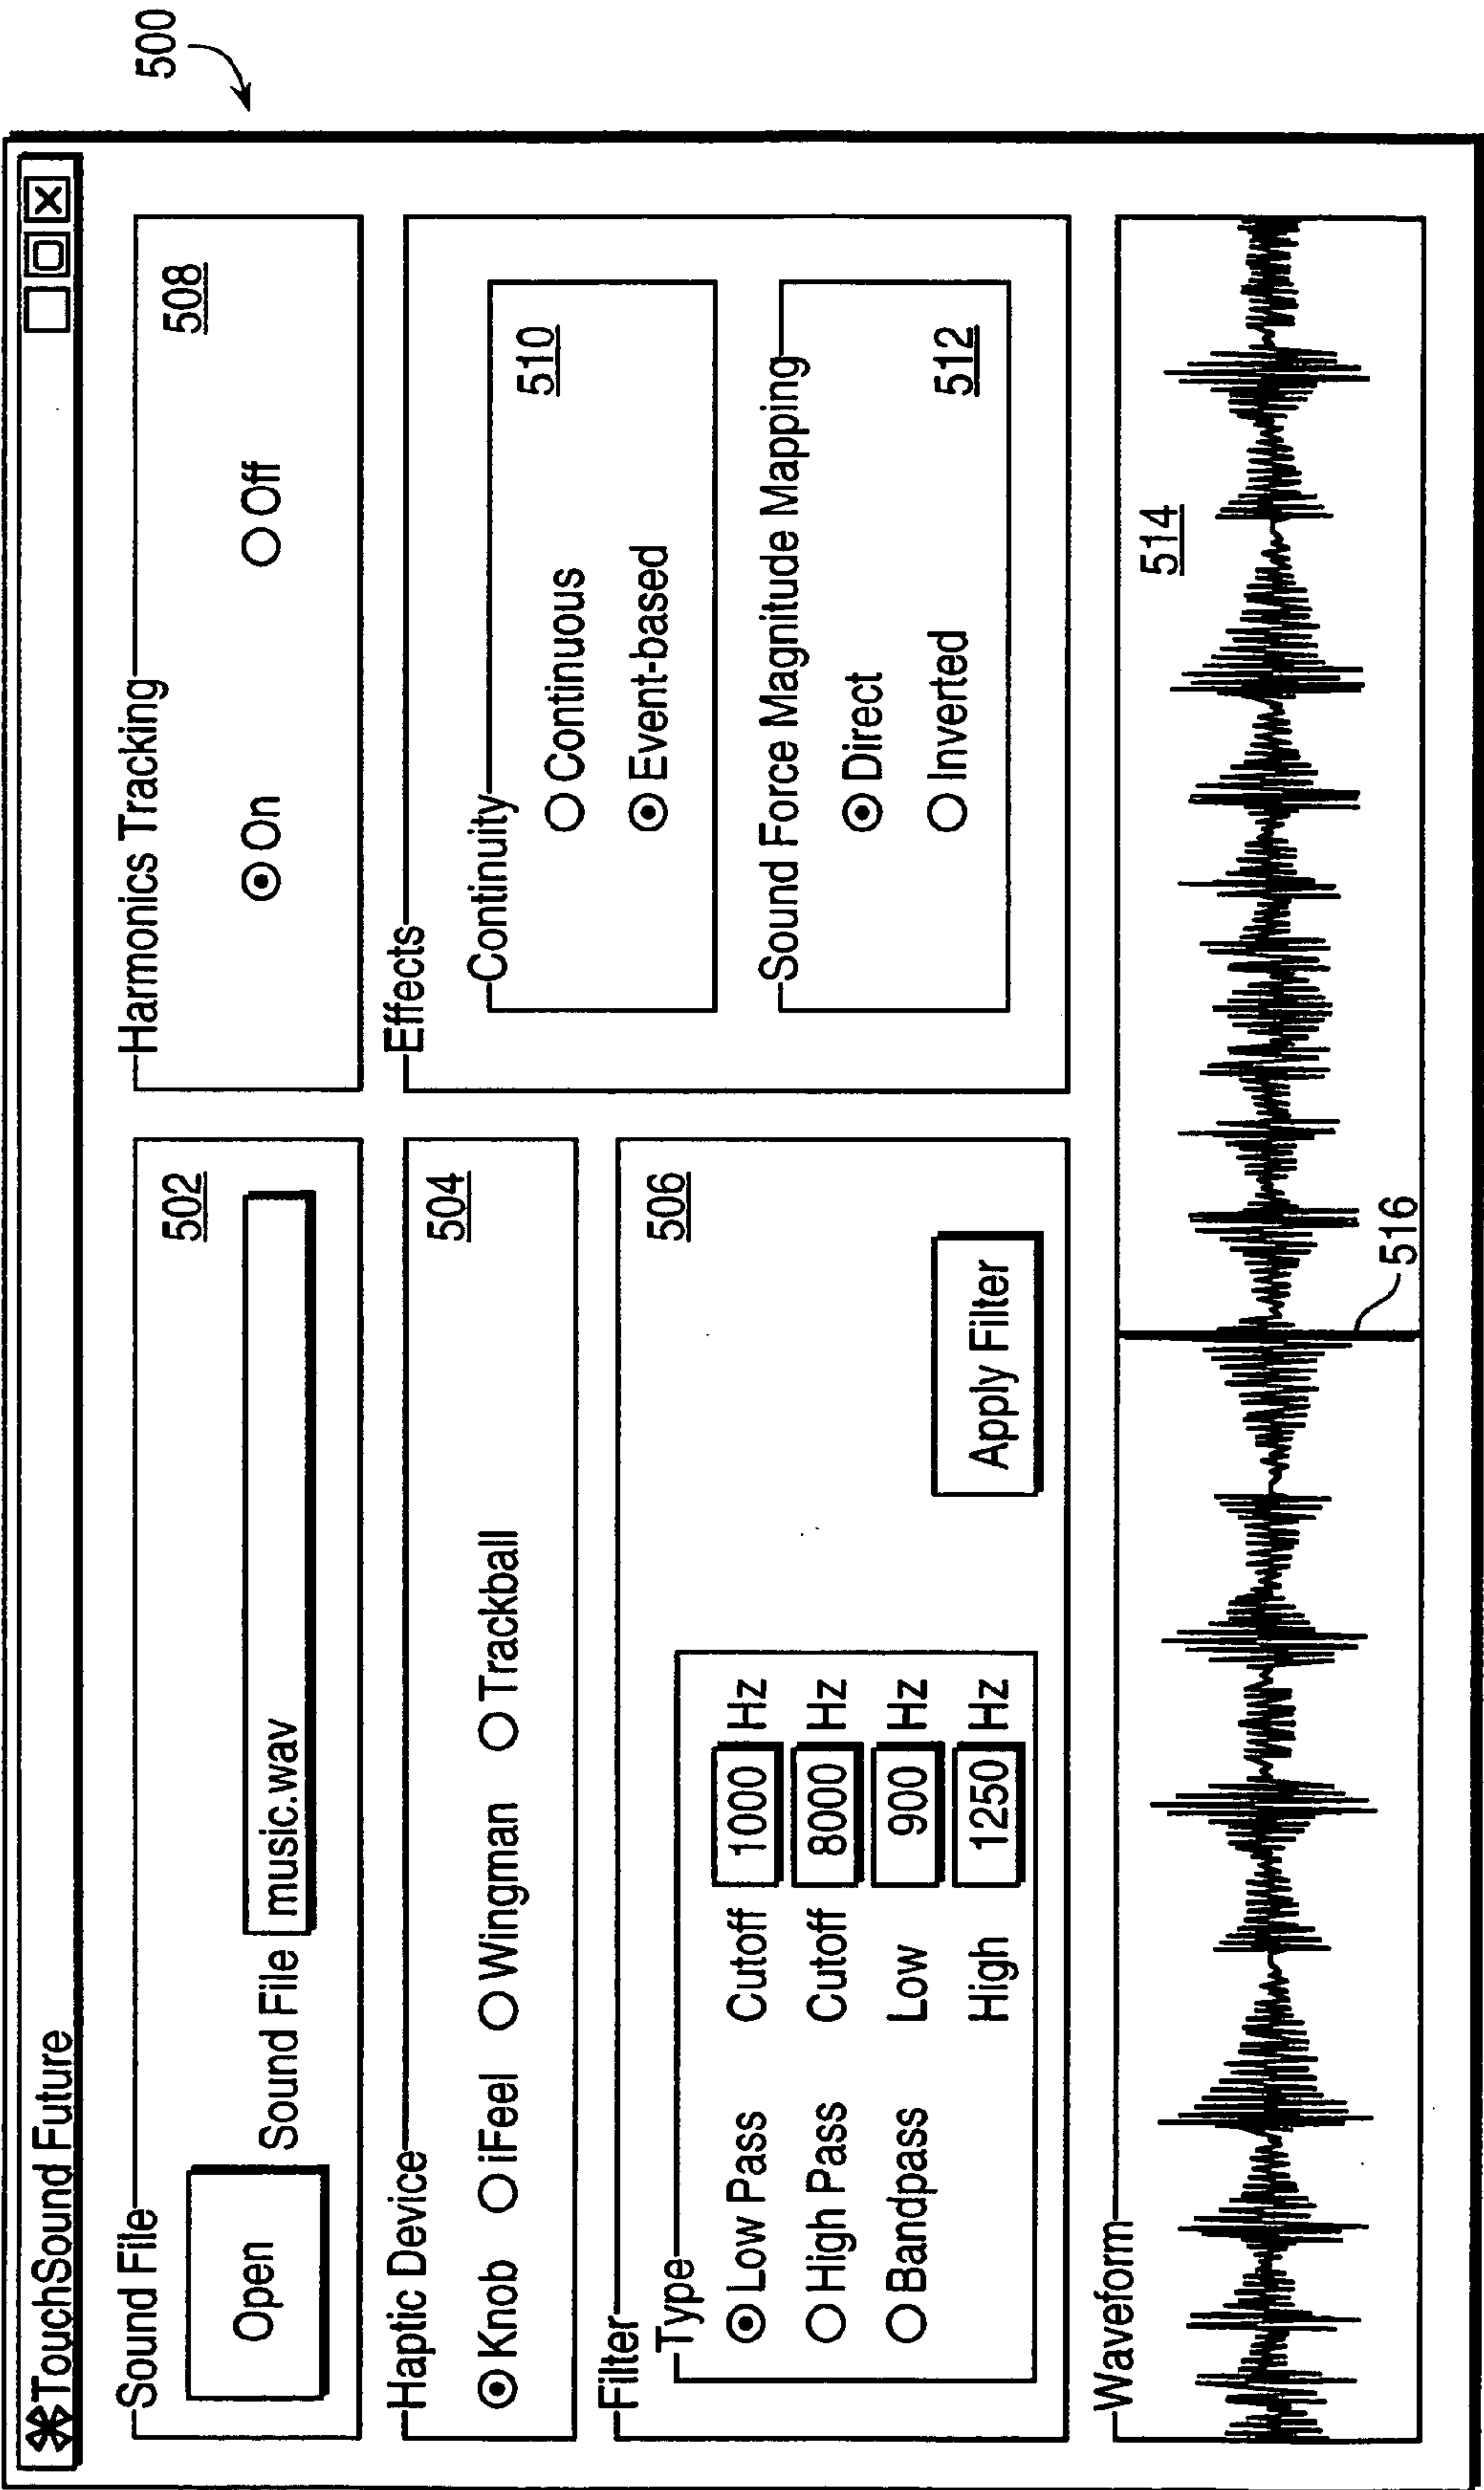 500
TouchSound Future
Sound File
502
Open
Sound File
music.wav
Harmonics Tracking
508
On
Off
Haptic Device
504
Knob
iFeel
Wingman
Trackball
Effects
Continuity
510
Continuous
Event-based
Sound Force Magnitude Mapping
Direct
Inverted
512
Filter
506
Type
Low Pass Cutoff 1000 Hz
High Pass Cutoff 8000 Hz
Bandpass Low 900 Hz
High 1250 Hz
Apply Filter
Waveform
514
516